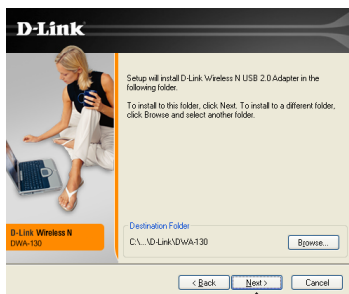 D-Link
Setup will install D-Link Wireless N USB 2.0 Adapter in the
following folder.
To install to this folder, click Next. To install to a different folder,
click Browse and select another folder.
D-Link Wireless N
DWA-130
Destination Folder
C:\...\D-Link\DWA-130
Browse...
< Back
Next >
Cancel